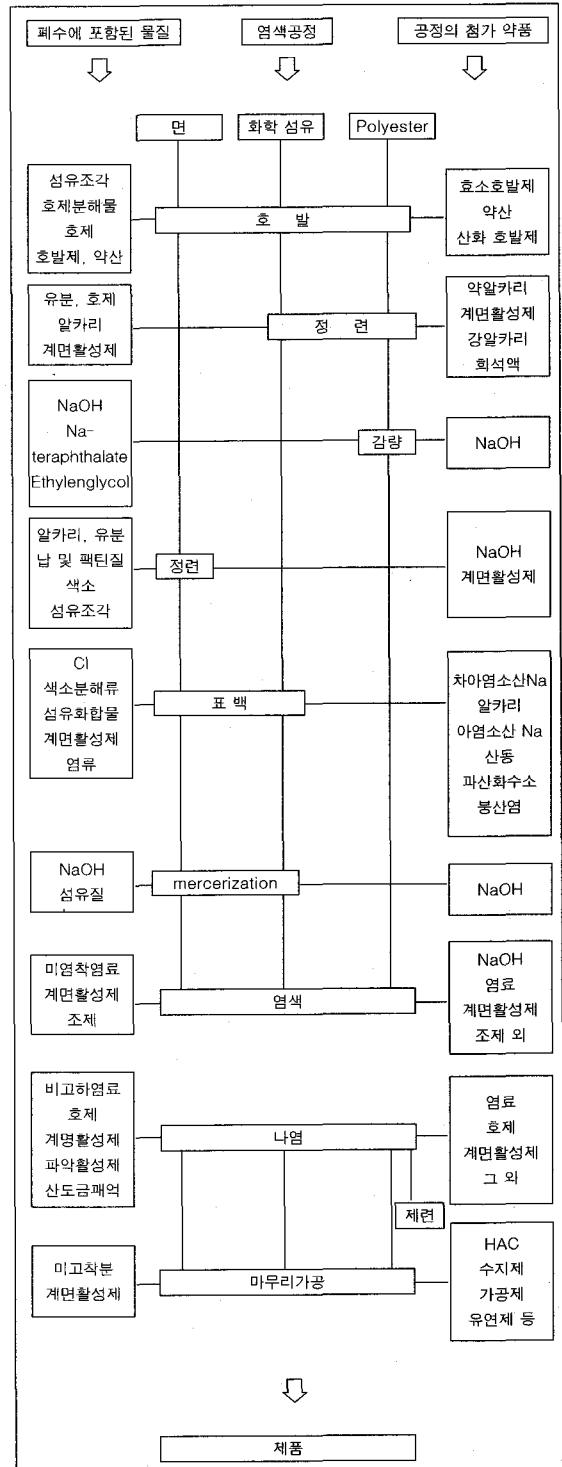 폐수에 포함된 물질
염색공정
공정의 첨가 약품
면
화학 섬유
Polyester
섬유조각
호제분해물
호제
호발제, 약산
호 발
효소호발제
약산
산화 호발제
유분, 호제
알카리
계면활성제
정 련
약알카리
계면활성제
강알카리
희석액
NaOH
Na-
teraphthalate
Ethylenglycol
감량
NaOH
알카리, 유분
납 및 팩틴질
색소
섬유조각
정련
NaOH
계면활성제
Cl
색소분해류
섬유화합물
계면활성제
염류
표 백
차아염소산Na
알카리
아염소산 Na
산동
파산화수소
붕산염
NaOH
섬유질
mercerization
NaOH
미염착염료
계면활성제
조제
염색
NaOH
염료
계면활성제
조제 외
비고하염료
호제
계명활성제
파악활성제
산도금패억
나염
염료
호제
계면활성제
그 와
제련
미고착분
계면활성제
마무리가공
HAC
수지제
가공제
유연제 등
제품